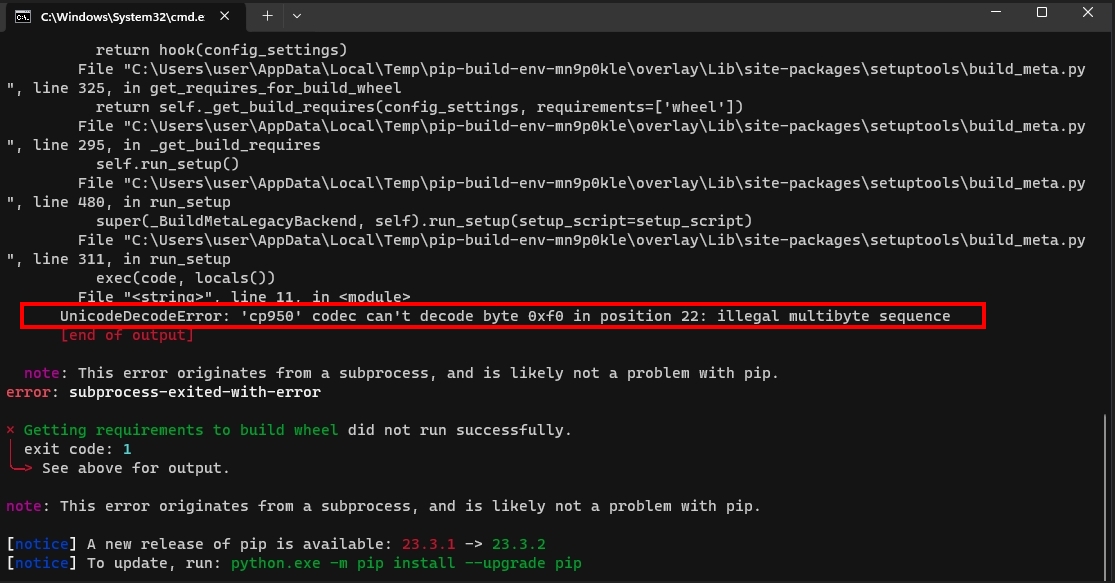 C:\Windows\System32\cmd.e
return hook(config_settings)
File "C:\Users\user\AppData\Local\Temp\pip-build-env-mn9p0kle\overlay\Lib\site-packages\setuptools\build_meta.py
", line 325, in get_requires_for_build_wheel
return self._get_build_requires(config_settings, requirements=['wheel'])
File "C:\Users\user\AppData\Local\Temp\pip-build-env-mn9p0kle\overlay\Lib\site-packages\setuptools\build_meta.py
", line 295, in _get_build_requires
self.run_setup()
File "C:\Users\user\AppData\Local\Temp\pip-build-env-mn9p0kle\overlay\Lib\site-packages\setuptools\build_meta.py
", line 480, in run_setup
super(_BuildMetaLegacyBackend, self).run_setup(setup_script=setup_script)
File "C:\Users\user\AppData\Local\Temp\pip-build-env-mn9p0kle\overlay\Lib\site-packages\setuptools\build_meta.py
", line 311, in run_setup
exec(code, locals())
File "<string>", line 11, in <module>
UnicodeDecodeError: 'cp950' codec can't decode byte 0xf0 in position 22: illegal multibyte sequence
[end of output]
note: This error originates from a subprocess, and is likely not a problem with pip.
error: subprocess-exited-with-error
× Getting requirements to build wheel did not run successfully.
exit code: 1
See above for output.
note: This error originates from a subprocess, and is likely not a problem with pip.
[notice] A new release of pip is available: 23.3.1 -> 23.3.2
[notice] To update, run: python.exe -m pip install --upgrade pip